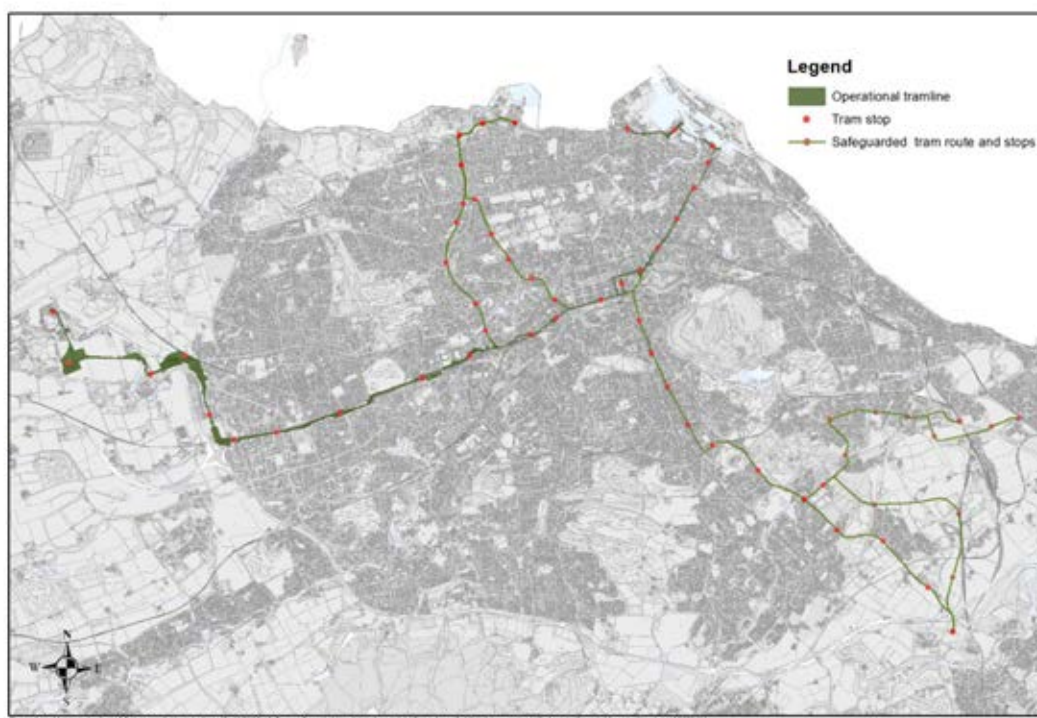 Legend
Operational tramline
Tram stop
Safeguarded tram route and stops
N
W E
S